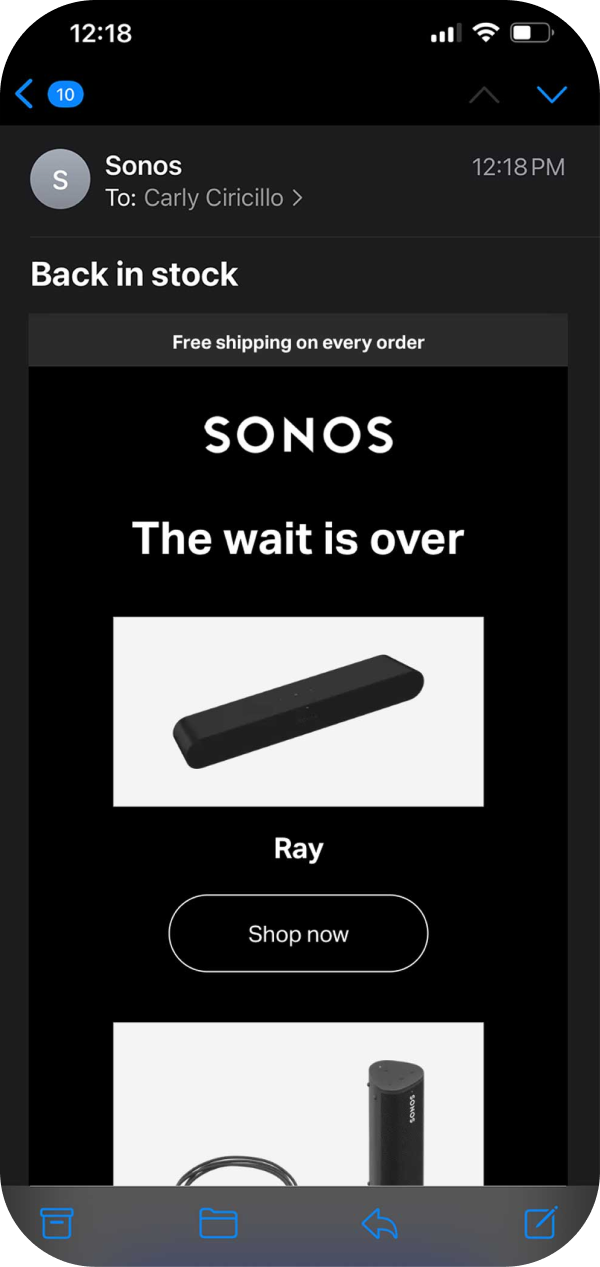 12:18
10
S
Sonos
12:18 PM
To: Carly Ciricillo >
Back in stock
Free shipping on every order
SONOS
The wait is over
Ray
Shop now
SONOS